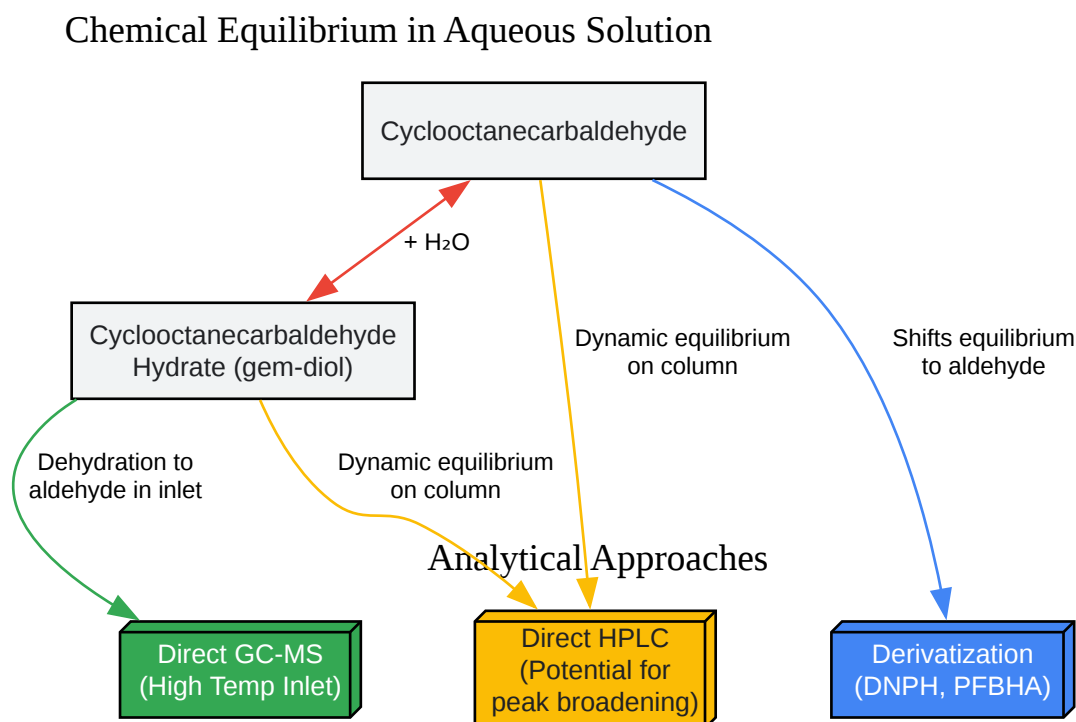 Chemical Equilibrium in Aqueous Solution
Cyclooctanecarbaldehyde
+ H₂O
Cyclooctanecarbaldehyde
Hydrate (gem-diol)
Dynamic equilibrium
on column
Shifts equilibrium
to aldehyde
Dehydration to
aldehyde in inlet
Dynamic equilibrium
on column
Analytical Approaches
Direct GC-MS
(High Temp Inlet)
Direct HPLC
(Potential for
peak broadening)
Derivatization
(DNPH, PFBHA)